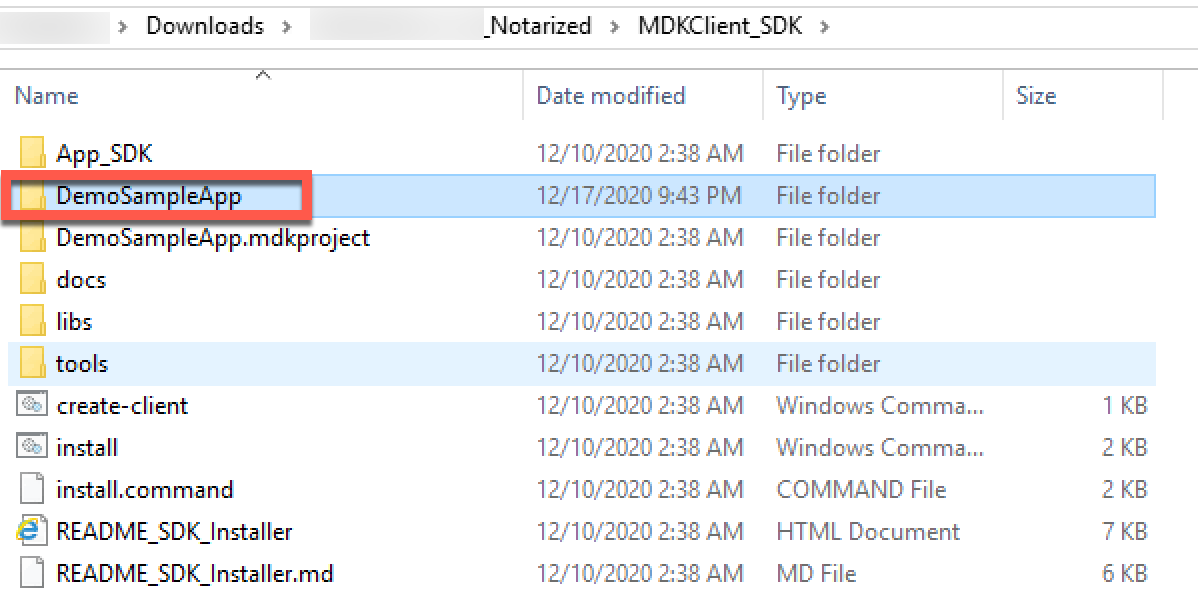 > Downloads > _Notarized > MDKClient_SDK >
Name Date modified Type Size
App_SDK 12/10/2020 2:38 AM File folder
DemoSampleApp 12/17/2020 9:43 PM File folder
DemoSampleApp.mdkproject 12/10/2020 2:38 AM File folder
docs 12/10/2020 2:38 AM File folder
libs 12/10/2020 2:38 AM File folder
tools 12/10/2020 2:38 AM File folder
create-client 12/10/2020 2:38 AM Windows Comma... 1 KB
install 12/10/2020 2:38 AM Windows Comma... 2 KB
install.command 12/10/2020 2:38 AM COMMAND File 2 KB
README_SDK_Installer 12/10/2020 2:38 AM HTML Document 7 KB
README_SDK_Installer.md 12/10/2020 2:38 AM MD File 6 KB